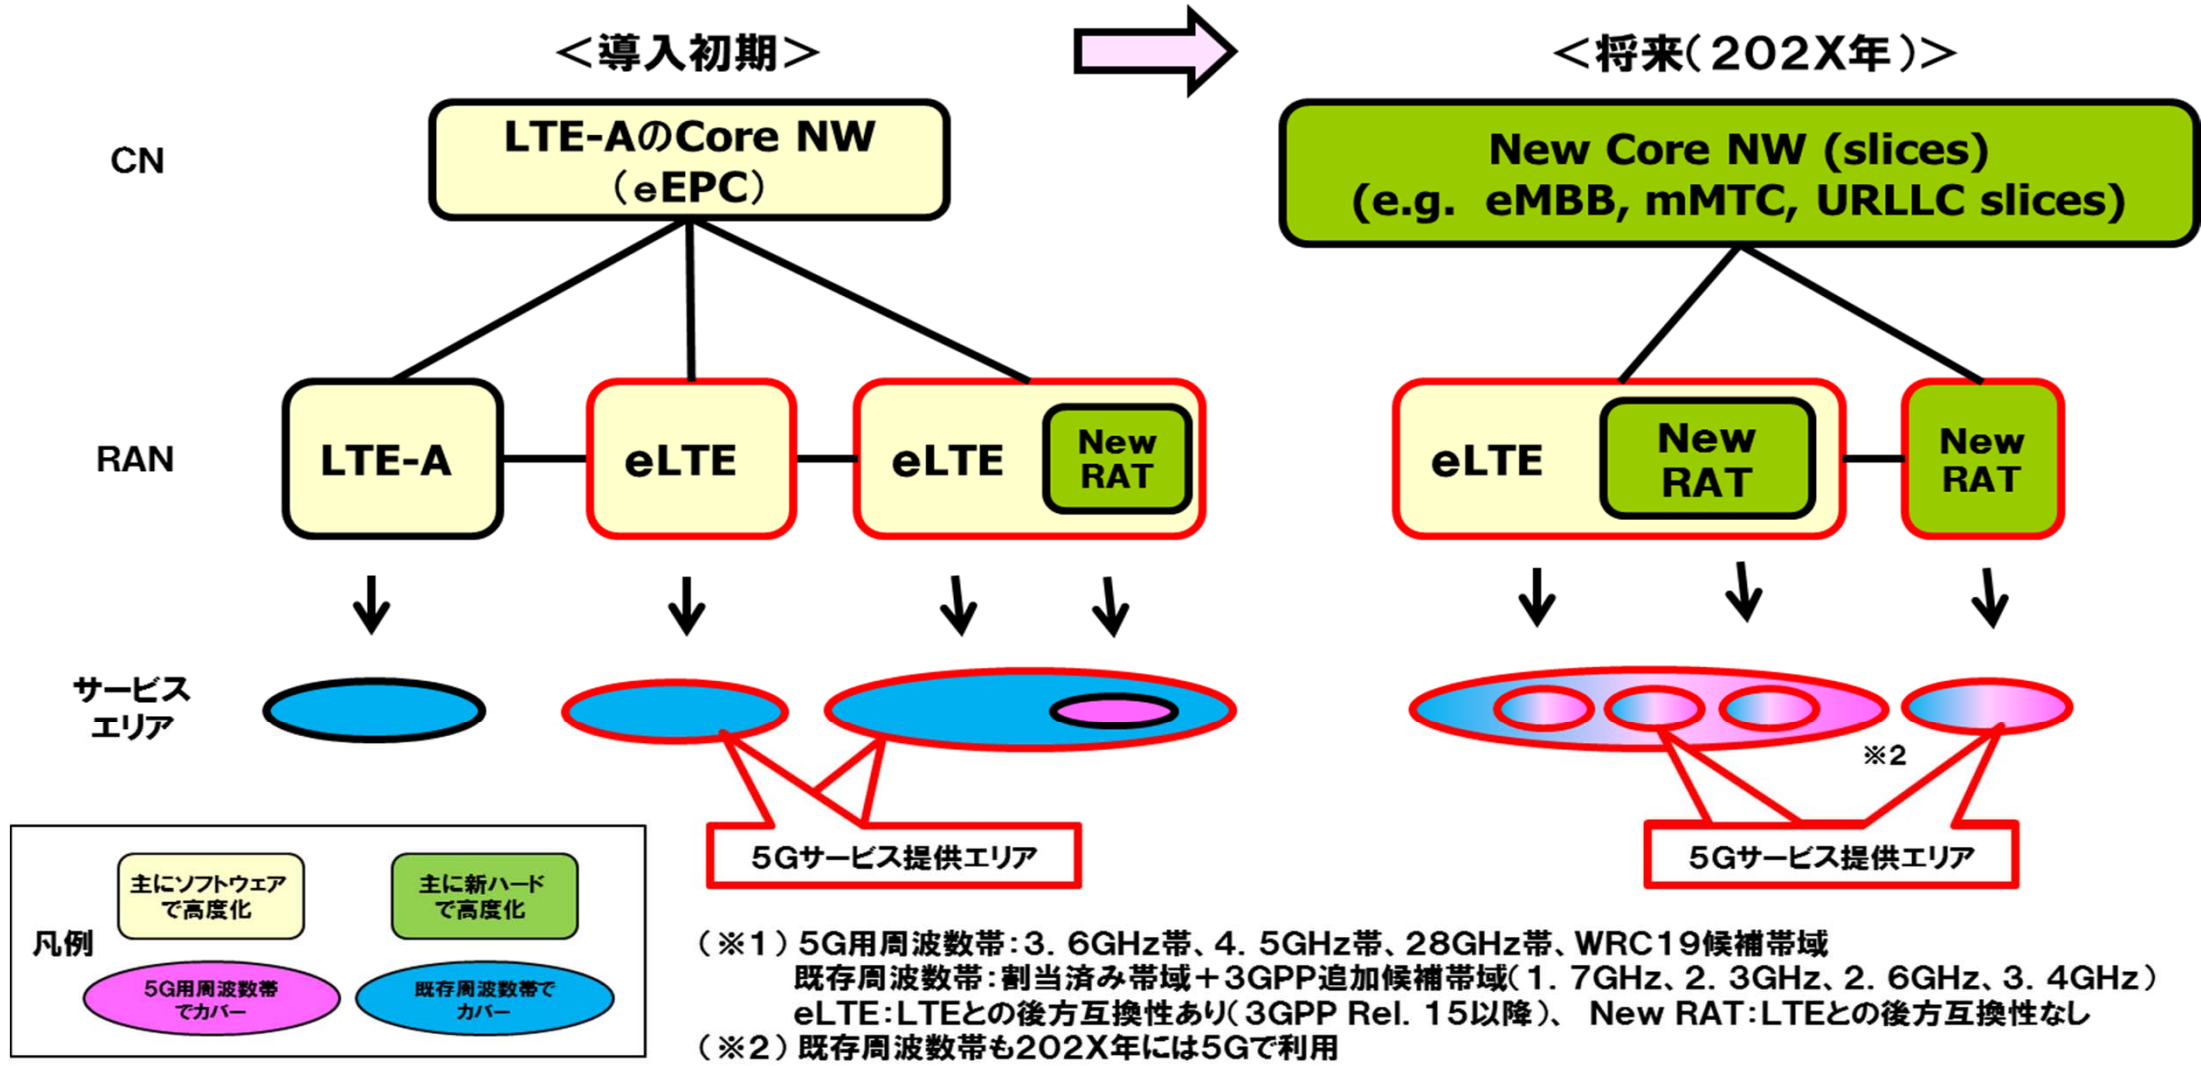 ＜導入初期＞
＜将来（202X年）＞
CN
LTE-AのCore NW
（eEPC）
New Core NW (slices)
(e.g. eMBB, mMTC, URLLC slices)
RAN
LTE-A
eLTE
eLTE
New
RAT
eLTE
New
RAT
New
RAT
サービス
エリア
※2
5Gサービス提供エリア
5Gサービス提供エリア
凡例
主にソフトウェア
で高度化
主に新ハード
で高度化
5G用周波数帯
でカバー
既存周波数帯で
カバー
（※1）5G用周波数帯：3．6GHz帯、4．5GHz帯、28GHz帯、WRC19候補帯域
既存周波数帯：割当済み帯域＋3GPP追加候補帯域（1．7GHz、2．3GHz、2．6GHz、3．4GHz）
eLTE：LTEとの後方互換性あり（3GPP Rel．15以降）、 New RAT：LTEとの後方互換性なし
（※2）既存周波数帯も202X年には5Gで利用